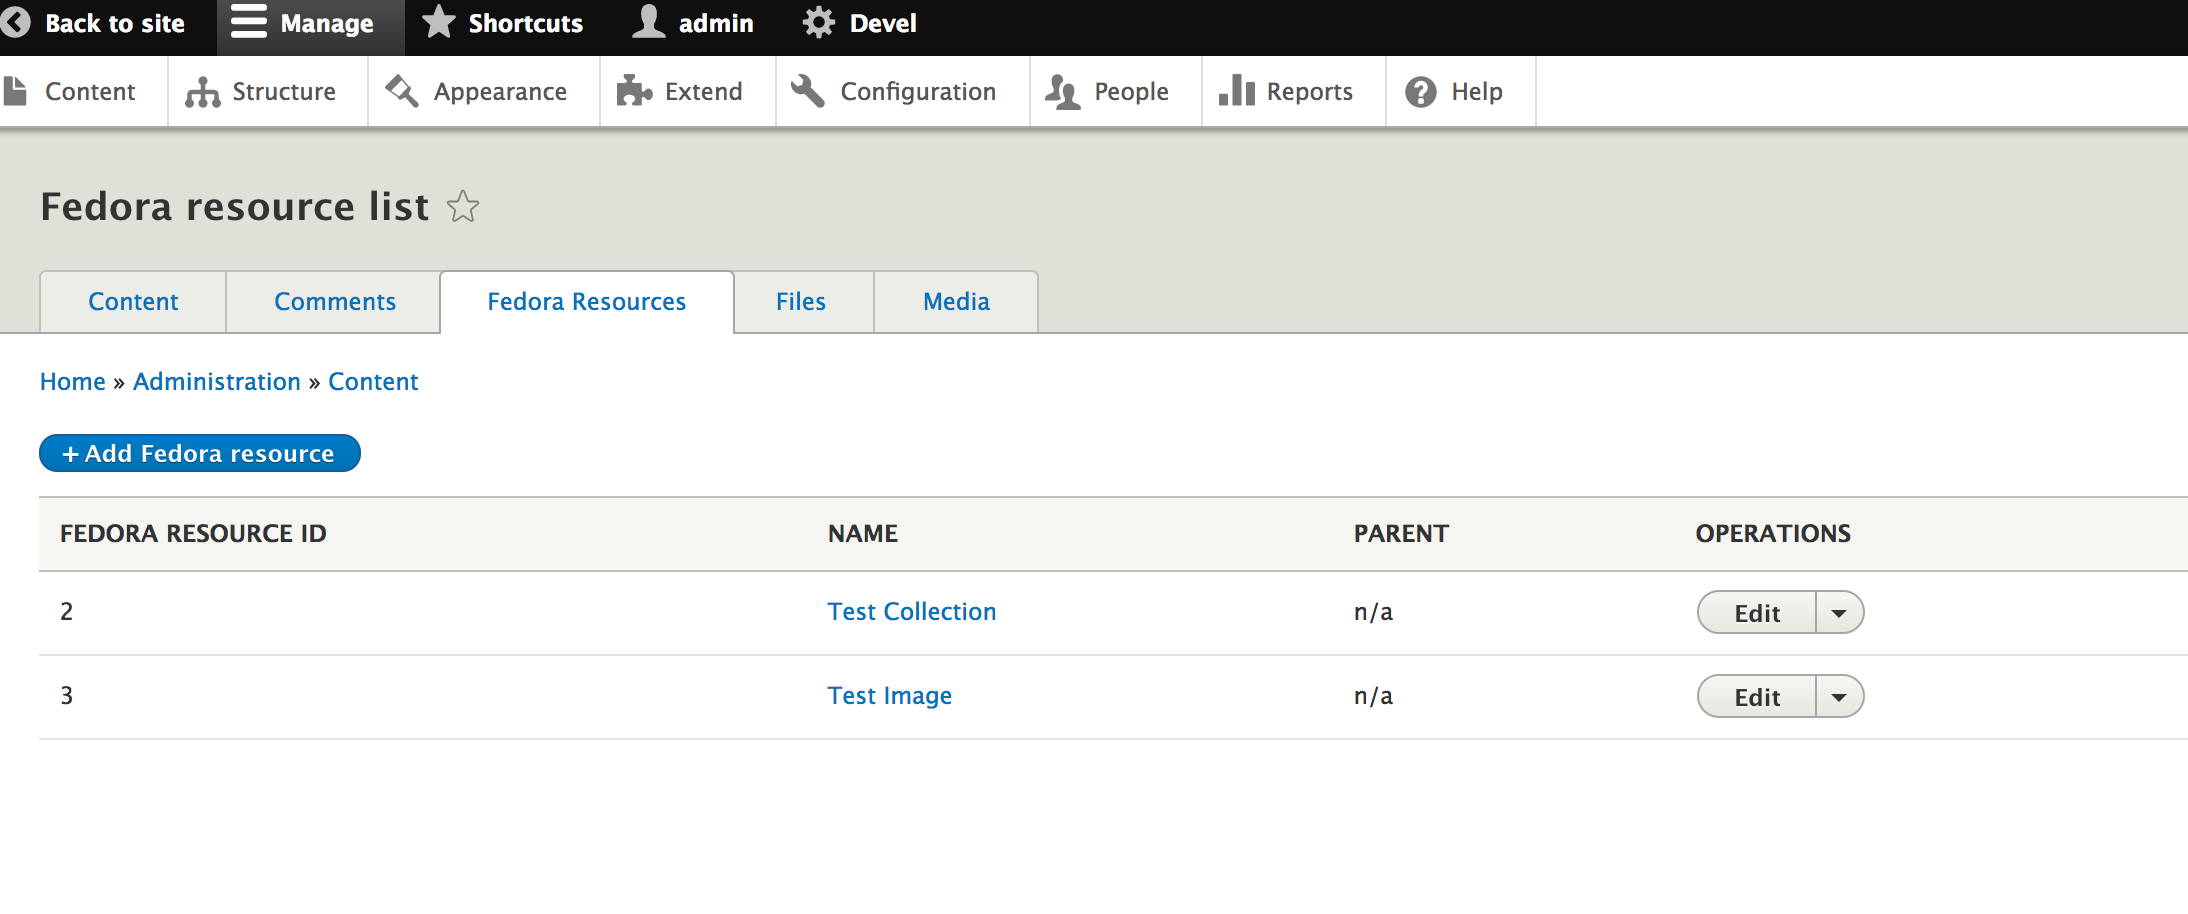 Back to site Manage Shortcuts admin Devel
Content Structure Appearance Extend Configuration People Reports Help
Fedora resource list
Content Comments Fedora Resources Files Media
Home » Administration » Content
+ Add Fedora resource
FEDORA RESOURCE ID NAME PARENT OPERATIONS
2 Test Collection n/a Edit
3 Test Image n/a Edit